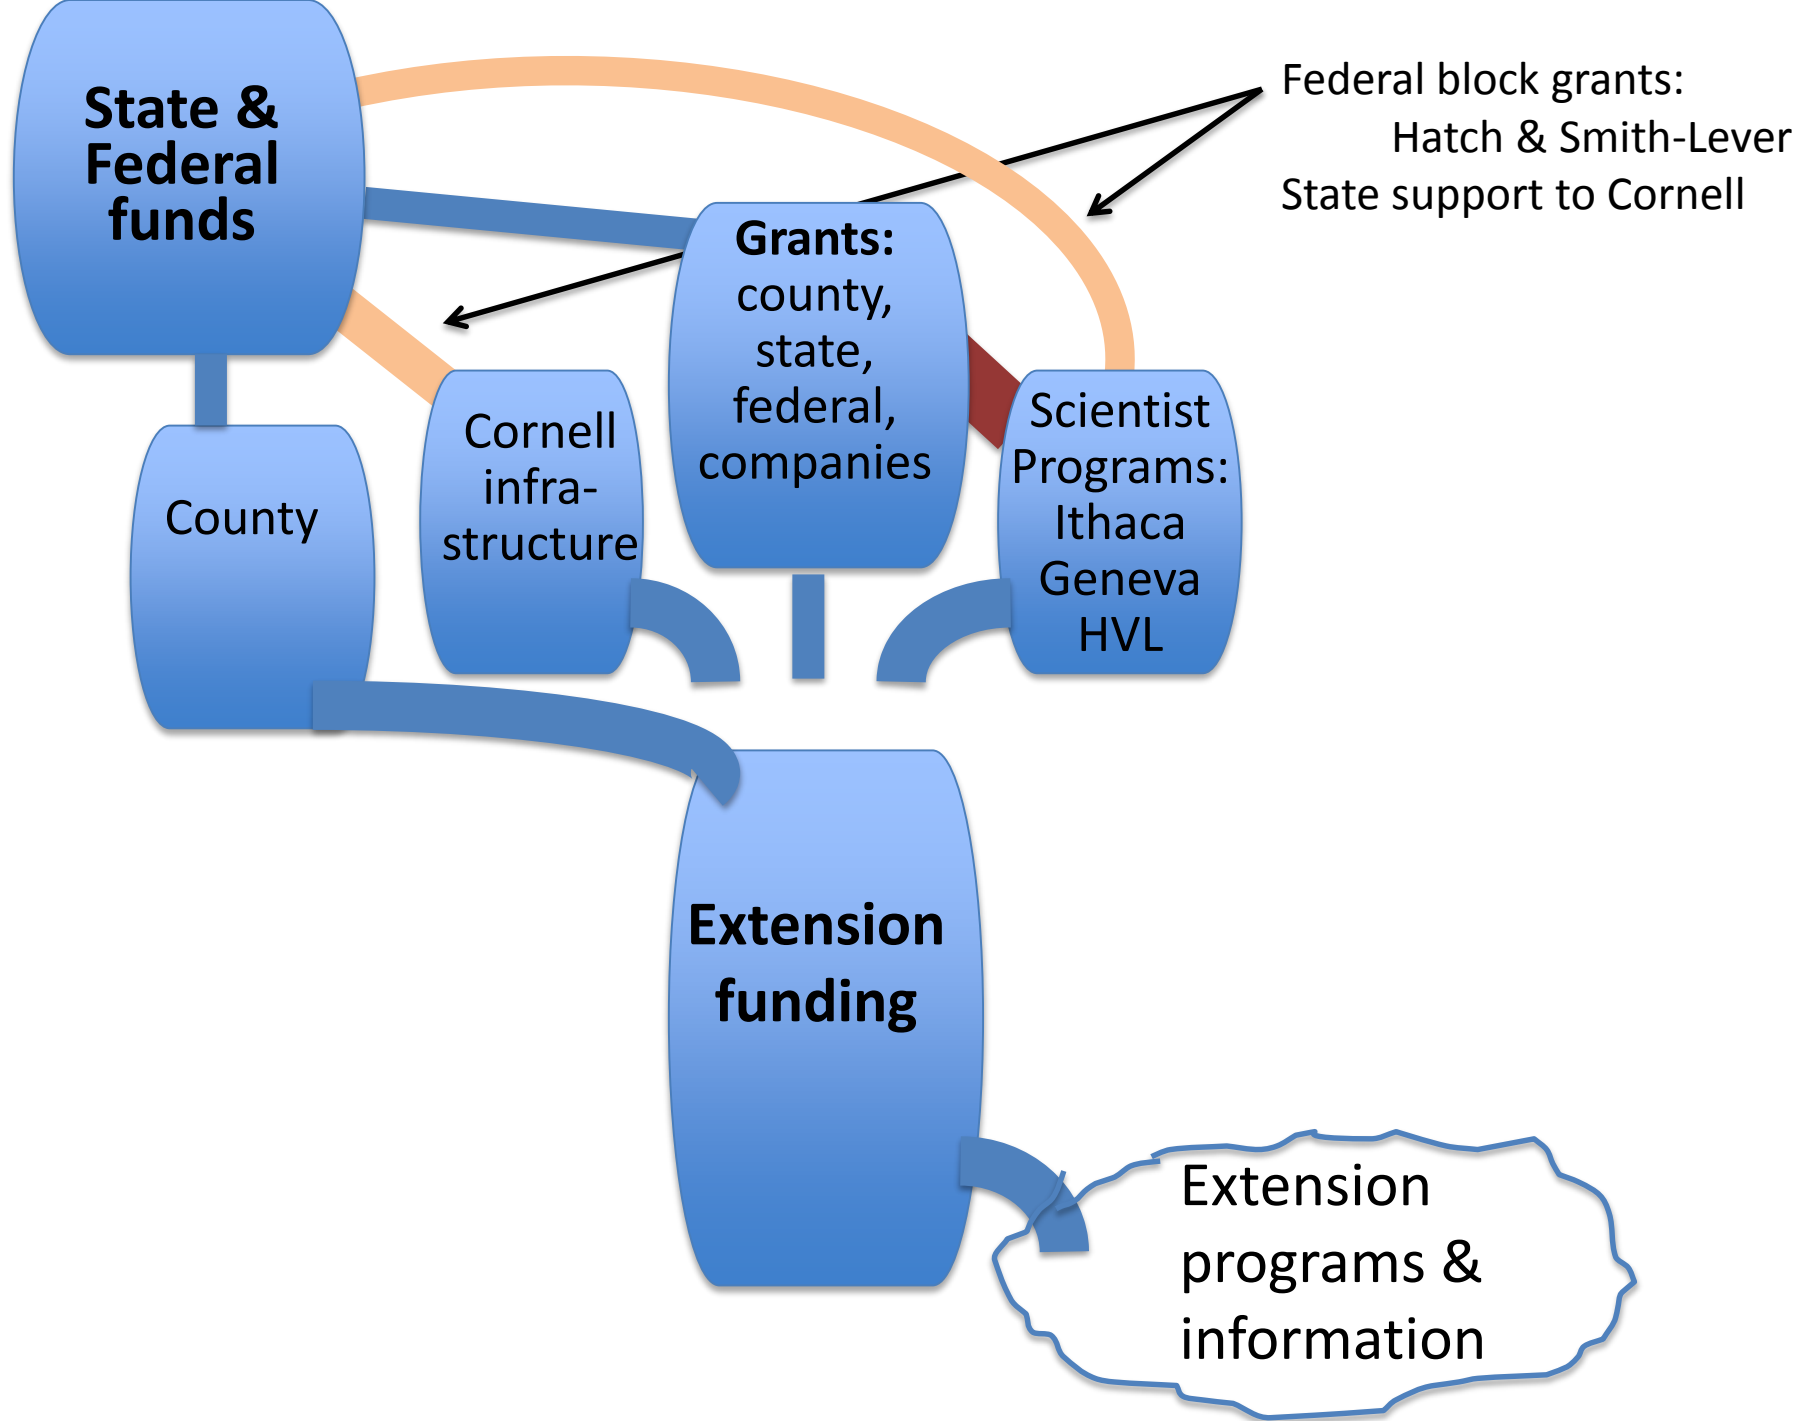 State &
Federal
funds
Federal block grants:
Hatch & Smith-Lever
State support to Cornell
Grants:
county,
state,
federal,
companies
Scientist
Programs:
Ithaca
Geneva
HVL
Cornell
infra-
structure
County
Extension
funding
Extension
programs &
information